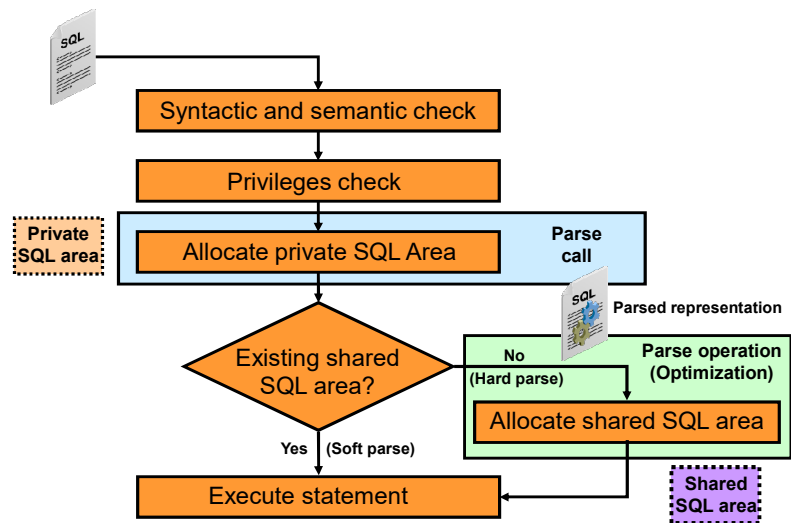 SQL
Syntactic and semantic check
Privileges check
Private
SQL area
Allocate private SQL Area
Parse
call
SQL
Parsed representation
Existing shared
SQL area?
No
(Hard parse)
Parse operation
(Optimization)
Allocate shared SQL area
Yes (Soft parse)
Execute statement
Shared
SQL area